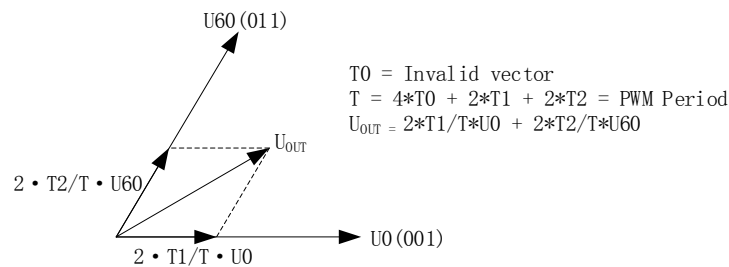 U60(011)
T0 = Invalid vector
T = 4*T0 + 2*T1 + 2*T2 = PWM Period
UOUT = 2*T1/T*U0 + 2*T2/T*U60
UOUT
2・T2/T・U60
U0(001)
2・T1/T・U0